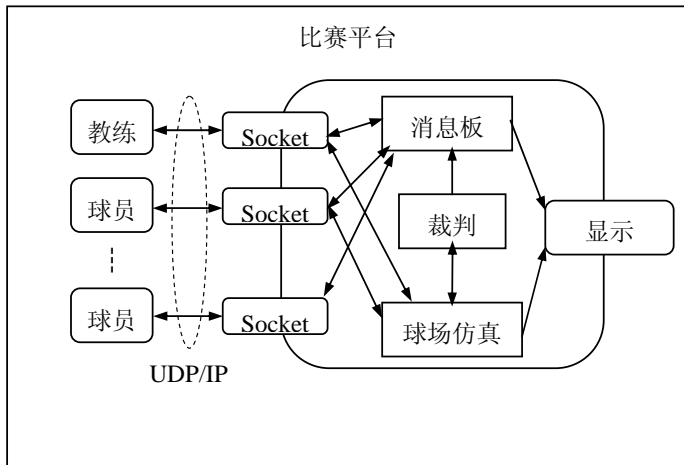 比赛平台
教练
Socket
消息板
球员
Socket
裁判
显示
球员
Socket
球场仿真
UDP/IP